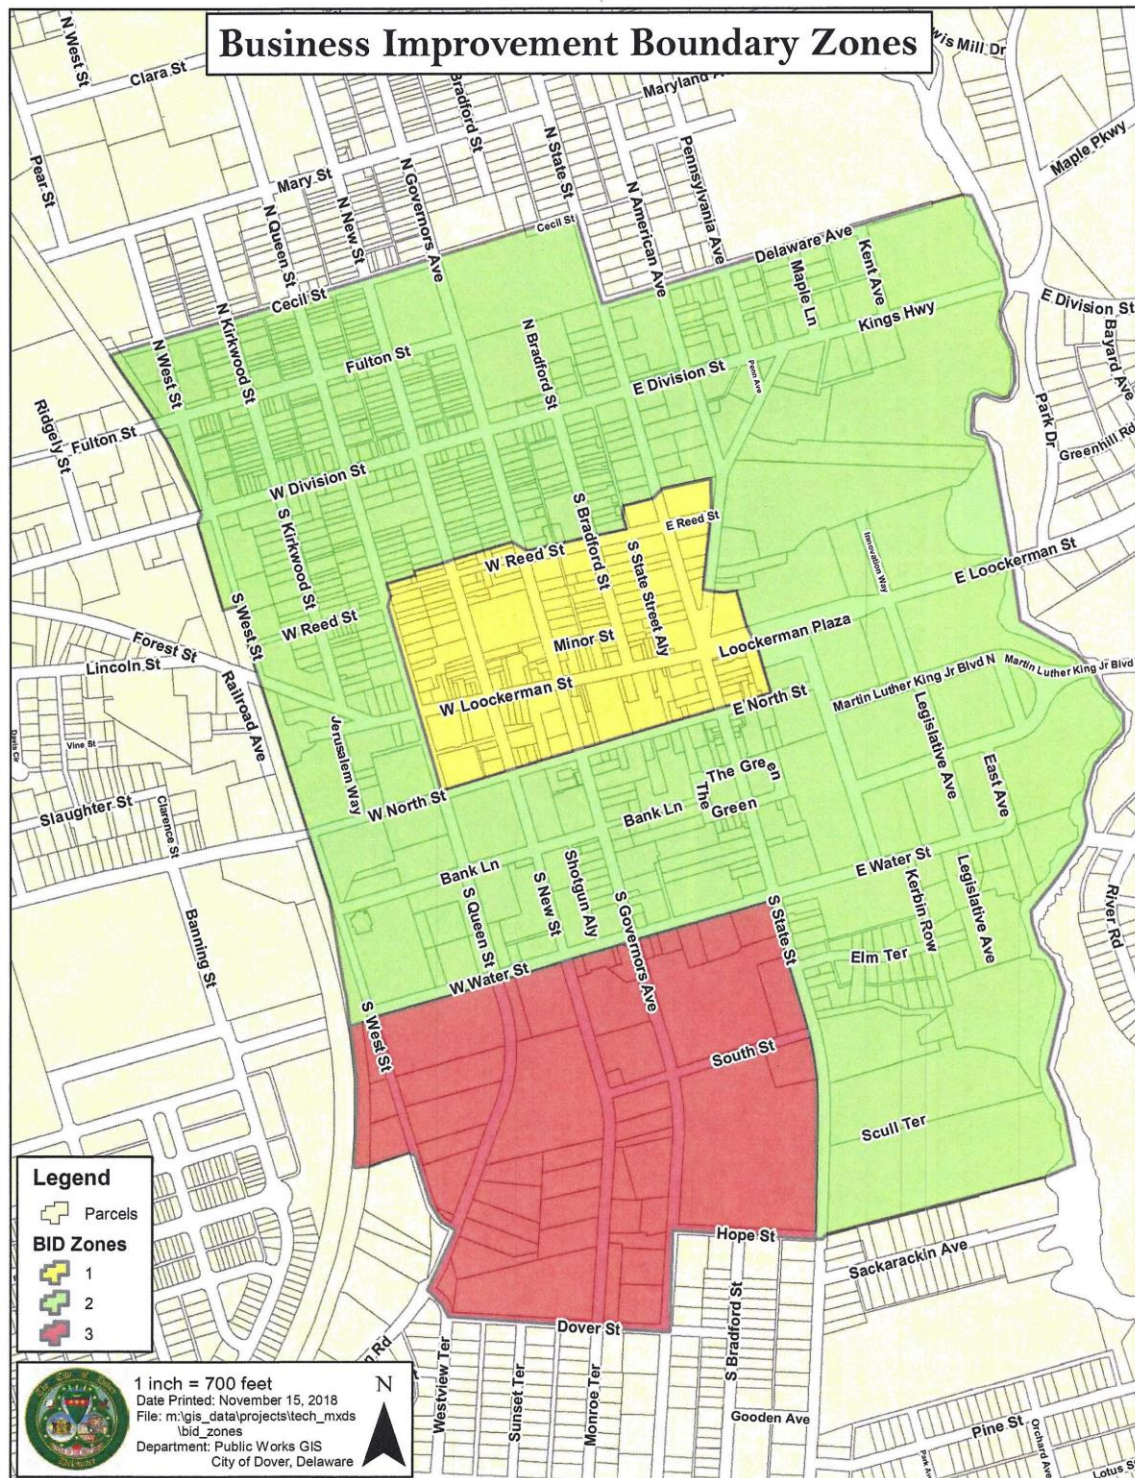 Business Improvement Boundary Zones
N West St
Clara St
Bradford St
Maryland
wis Mill Dr
Maple Pkwy
Pear St
Mary St
N Queen St
N New St
N Governors Ave
N State St
Cecil St
N American Ave
Pennsylvania Ave
Delaware Ave
Maple Ln
Kent Ave
Kings Hwy
E Division St
Bayard Ave
Cecil St
N Kirkwood St
N West St
Fulton St
N Bradford St
E Division St
Penn Ave
Park Dr
Greenhill Rd
Ridgely St
Fulton St
W Division St
S Kirkwood St
S Bradford St
E Reed St
W Reed St
S State Street Aly
Innovation Way
E Loockerman St
S West St
W Reed St
Minor St
Loockerman Plaza
Forest St
Lincoln St
Railroad Ave
W Loockerman St
E North St
Martin Luther King Jr Blvd N
Martin Luther King Jr Blvd
Legislative Ave
Vine St
Jerusalem Way
The Green
The Green
East Ave
Slaughter St
Clarence St
W North St
Bank Ln
Bank Ln
S Queen St
S New St
Shotgun Aly
S Governors Ave
E Water St
Kerbin Row
Legislative Ave
River Rd
Banning St
S State St
Elm Ter
W Water St
S West St
South St
Scull Ter
Hope St
Sackarackin Ave
Dover St
S Bradford St
Westview Ter
Sunset Ter
Monroe Ter
Gooden Ave
Pine St
Orchard Ave
Park Ave
Lotus S
n Rd
Legend
Parcels
BID Zones
1
2
3
1 inch = 700 feet
Date Printed: November 15, 2018
File: m:\gis_data\projects\tech_mxds
\bid_zones
Department: Public Works GIS
City of Dover, Delaware
N